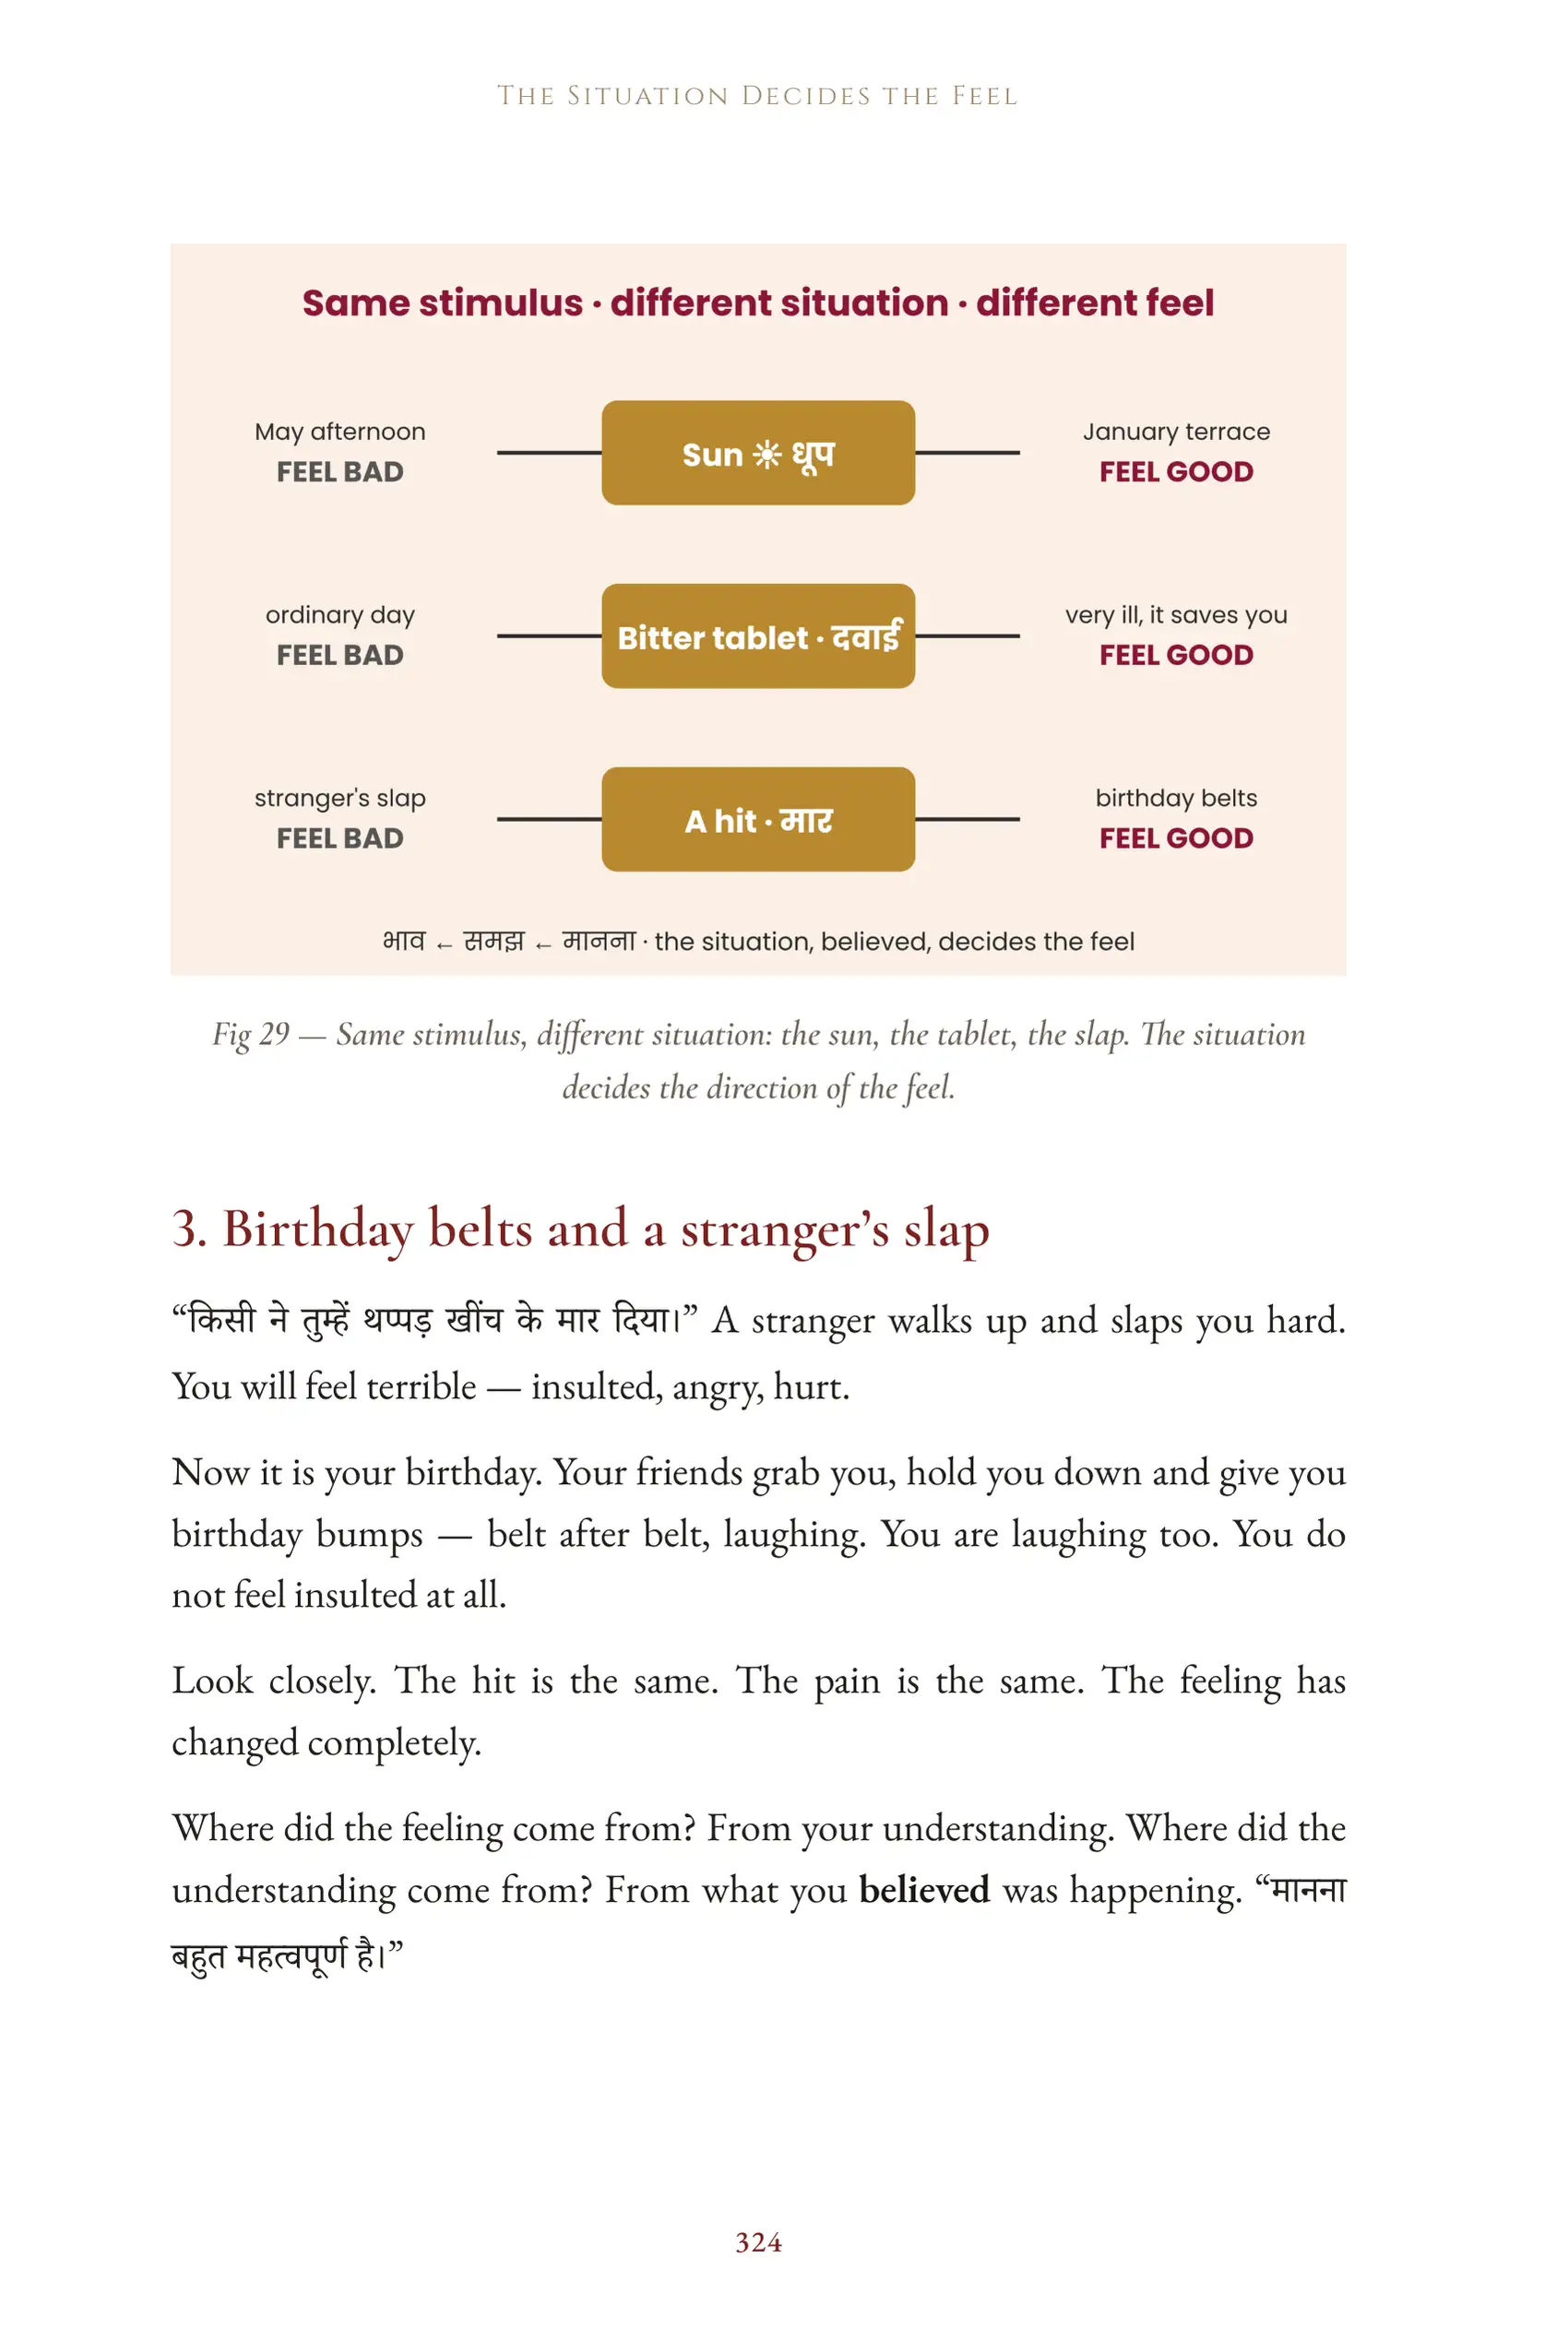 The Situation Decides the Feel
Same stimulus · different situation · different feel
May afternoon
FEEL BAD
Sun ☀ धूप
January terrace
FEEL GOOD
ordinary day
FEEL BAD
Bitter tablet · दवाई
very ill, it saves you
FEEL GOOD
stranger's slap
FEEL BAD
A hit · मार
birthday belts
FEEL GOOD
भाव ← समझ ← मानना · the situation, believed, decides the feel
Fig 29 — Same stimulus, different situation: the sun, the tablet, the slap. The situation
decides the direction of the feel.
3. Birthday belts and a stranger’s slap
“किसी ने तुम्हें थप्पड़ खींच के मार दिया।” A stranger walks up and slaps you hard.
You will feel terrible — insulted, angry, hurt.
Now it is your birthday. Your friends grab you, hold you down and give you
birthday bumps — belt after belt, laughing. You are laughing too. You do
not feel insulted at all.
Look closely. The hit is the same. The pain is the same. The feeling has
changed completely.
Where did the feeling come from? From your understanding. Where did the
understanding come from? From what you believed was happening. “मानना
बहुत महत्वपूर्ण है।”
324